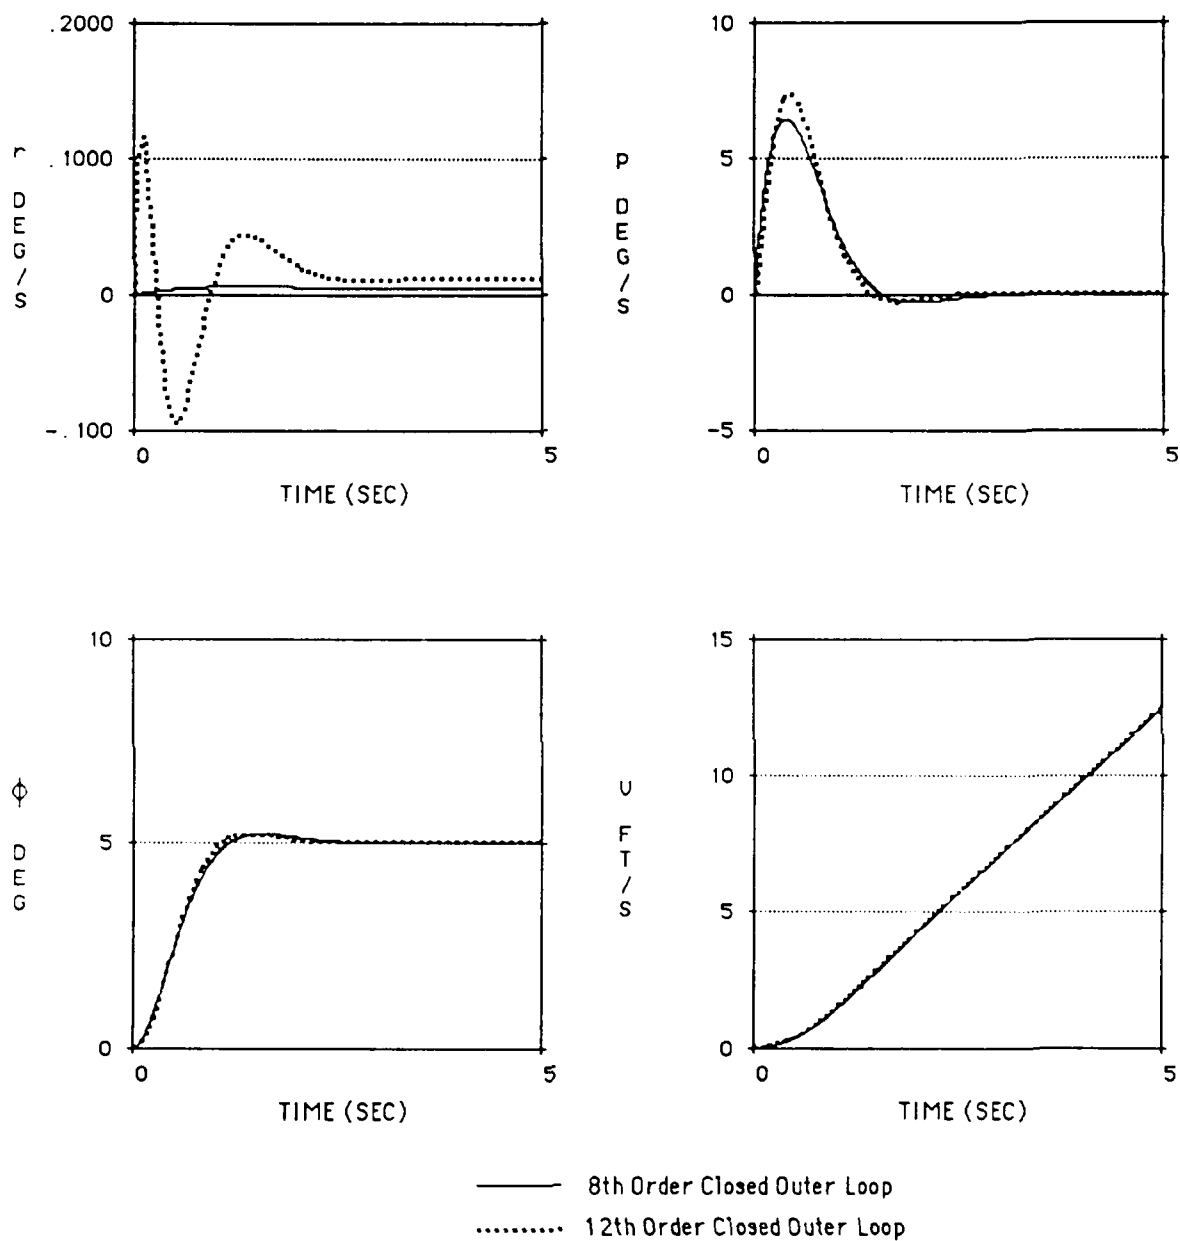 .2000
.1000
0
-.100
r DEG/S
0 5
TIME (SEC)
10
5
0
-5
P DEG/S
0 5
TIME (SEC)
10
5
0
ϕ DEG
0 5
TIME (SEC)
15
10
5
0
υ FT/S
0 5
TIME (SEC)
8th Order Closed Outer Loop
12th Order Closed Outer Loop